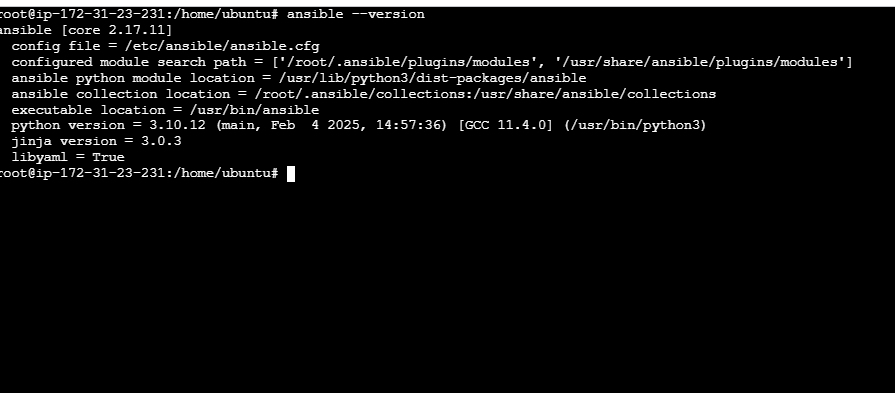 root@ip-172-31-23-231:/home/ubuntu# ansible --version
ansible [core 2.17.11]
  config file = /etc/ansible/ansible.cfg
  configured module search path = ['/root/.ansible/plugins/modules', '/usr/share/ansible/plugins/modules']
  ansible python module location = /usr/lib/python3/dist-packages/ansible
  ansible collection location = /root/.ansible/collections:/usr/share/ansible/collections
  executable location = /usr/bin/ansible
  python version = 3.10.12 (main, Feb  4 2025, 14:57:36) [GCC 11.4.0] (/usr/bin/python3)
  jinja version = 3.0.3
  libyaml = True
root@ip-172-31-23-231:/home/ubuntu#